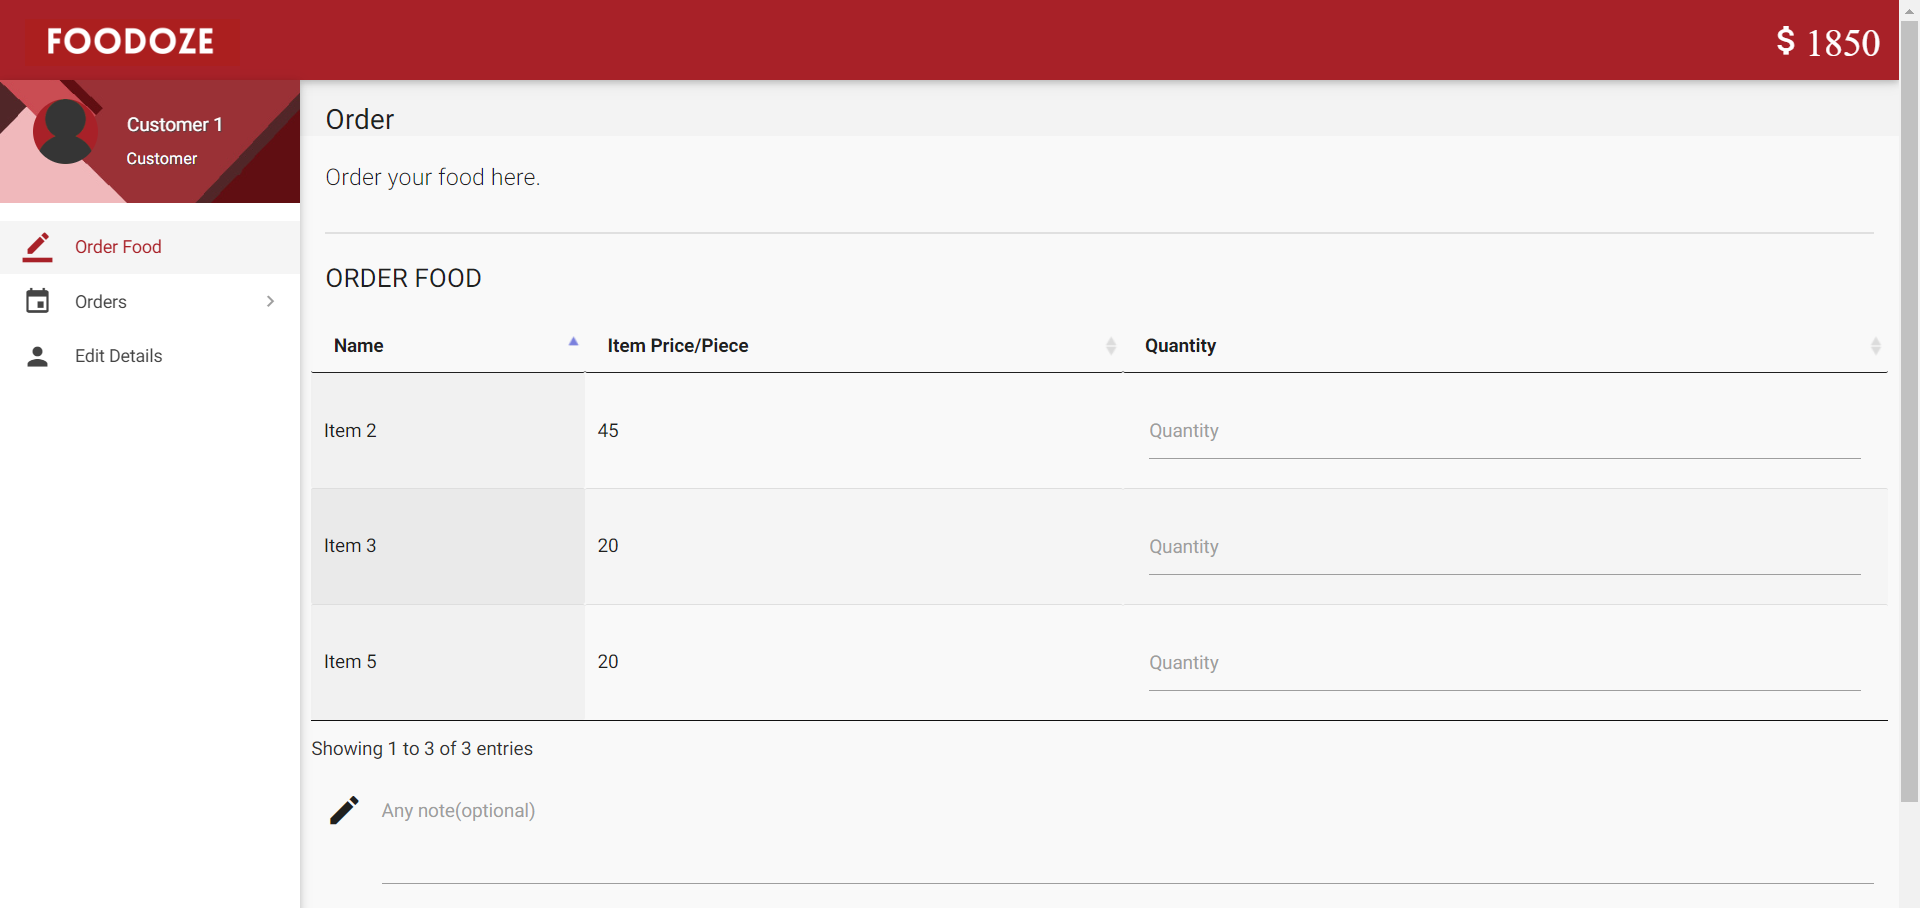 FOODOZE
$ 1850
Customer 1
Customer
Order Food
Orders
Edit Details
Order
Order your food here.
ORDER FOOD
Name Item Price/Piece Quantity
Item 2 45 Quantity
Item 3 20 Quantity
Item 5 20 Quantity
Showing 1 to 3 of 3 entries
Any note(optional)